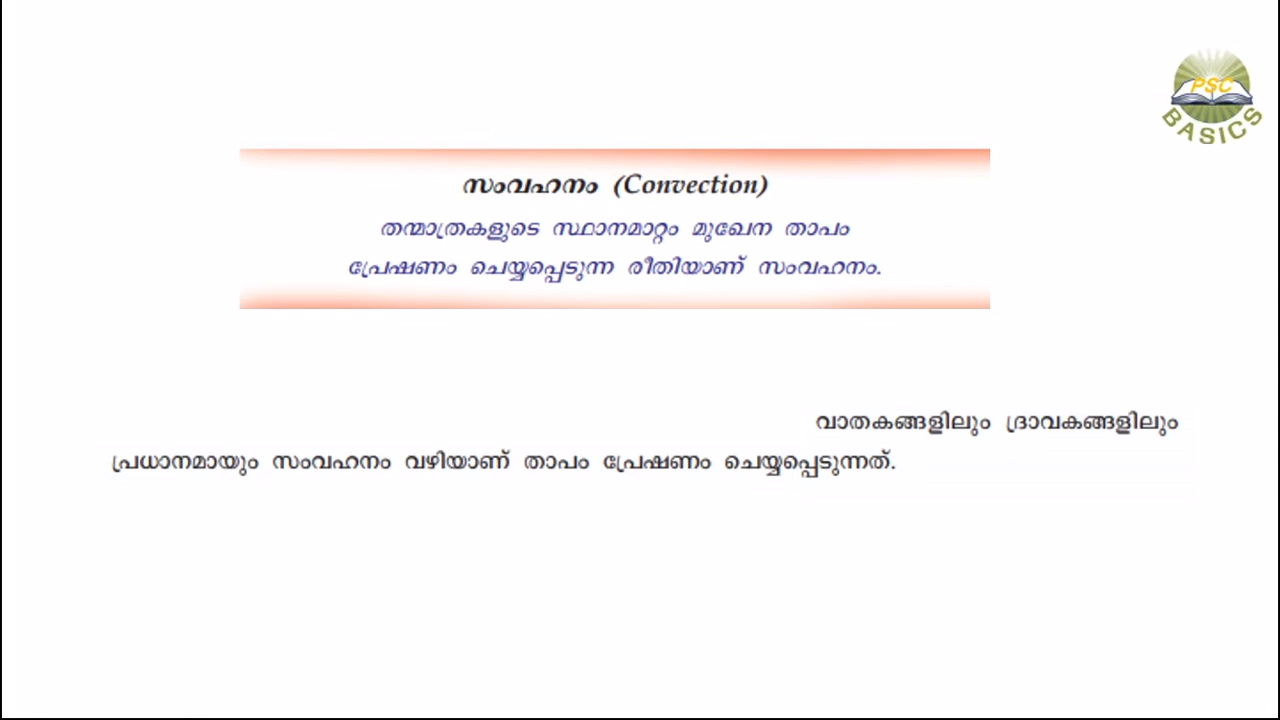 PSC
BASICS
സംവഹനം (Convection)
തന്മാത്രകളുടെ സ്ഥാനമാറ്റം മുഖേന താപം
പ്രേഷണം ചെയ്യപ്പെടുന്ന രീതിയാണ് സംവഹനം.
വാതകങ്ങളിലും ദ്രാവകങ്ങളിലും
പ്രധാനമായും സംവഹനം വഴിയാണ് താപം പ്രേഷണം ചെയ്യപ്പെടുന്നത്.